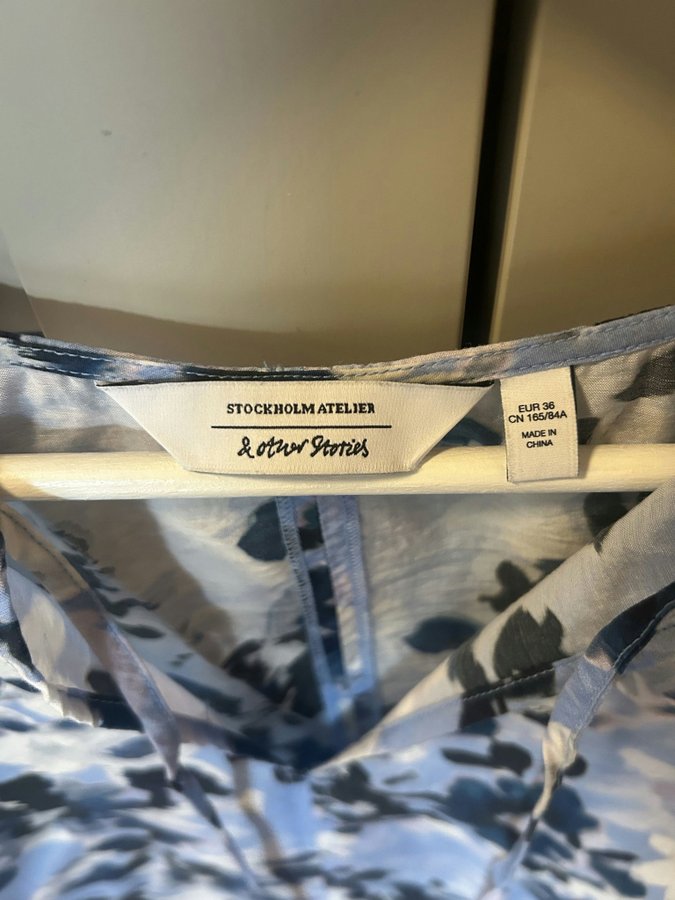 STOCKHOLM ATELIER
& other Stories
EUR 36
CN 165/84A
MADE IN
CHINA